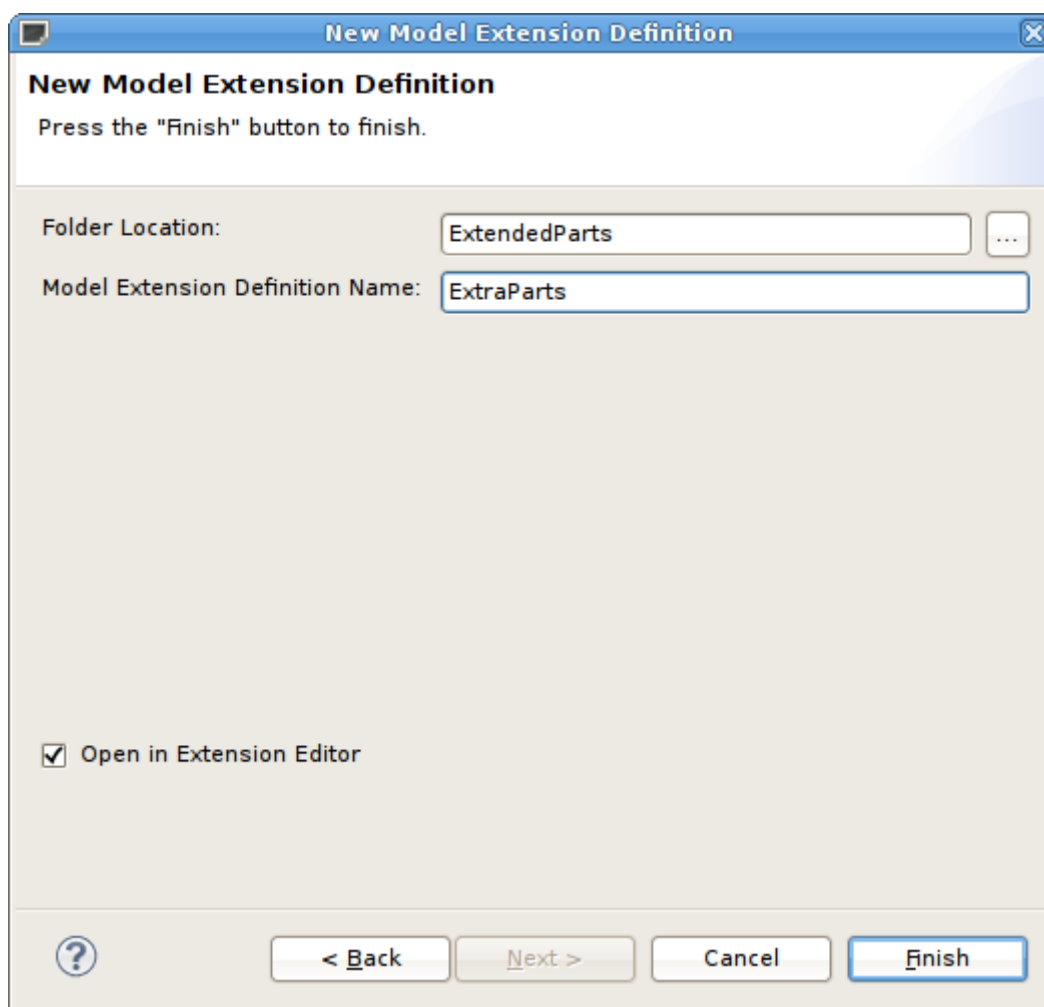 New Model Extension Definition
New Model Extension Definition
Press the "Finish" button to finish.
Folder Location:
ExtendedParts
...
Model Extension Definition Name:
ExtraParts
Open in Extension Editor
?
< Back
Next >
Cancel
Finish